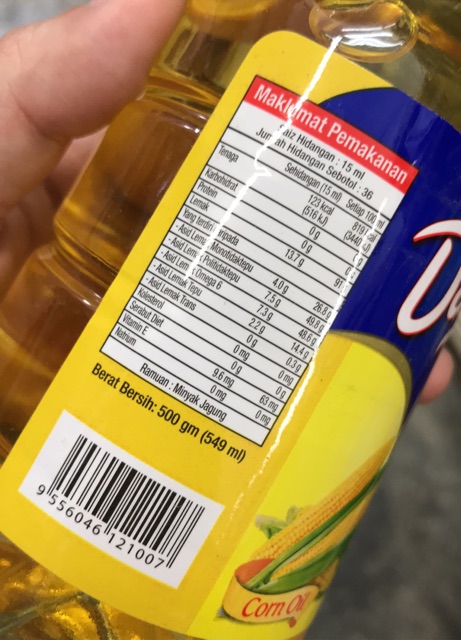 Maklumat Pemakanan
Saiz Hidangan : 15 ml
Jumlah Hidangan Sebotol : 36
Sehidangan (15 ml) Setiap 100 ml
Tenaga 123 kcal 819 kcal
(516 kJ) (3440
Karbohidrat 0 g
Protein 0 g
Lemak 13.7 g
Yang terdiri daripada
- Asid Lemak Monotidaktepu 4.0 g 26.8 g
- Asid Lemak Politidaktepu 7.5 g 49.8 g
- Asid Lemak Omega 6 7.3 g 48.6 g
- Asid Lemak Tepu 2.2 g 14.4 g
- Asid Lemak Trans 0 g 0.3 g
Kolesterol 0 mg 0 mg
Serabut Diet 0 g 0 g
Vitamin E 9.6 mg 63 mg
Natrium 0 mg 0 mg
Ramuan : Minyak Jagung
Berat Bersih: 500 gm (549 ml)
9 556046 121007
Corn Oil